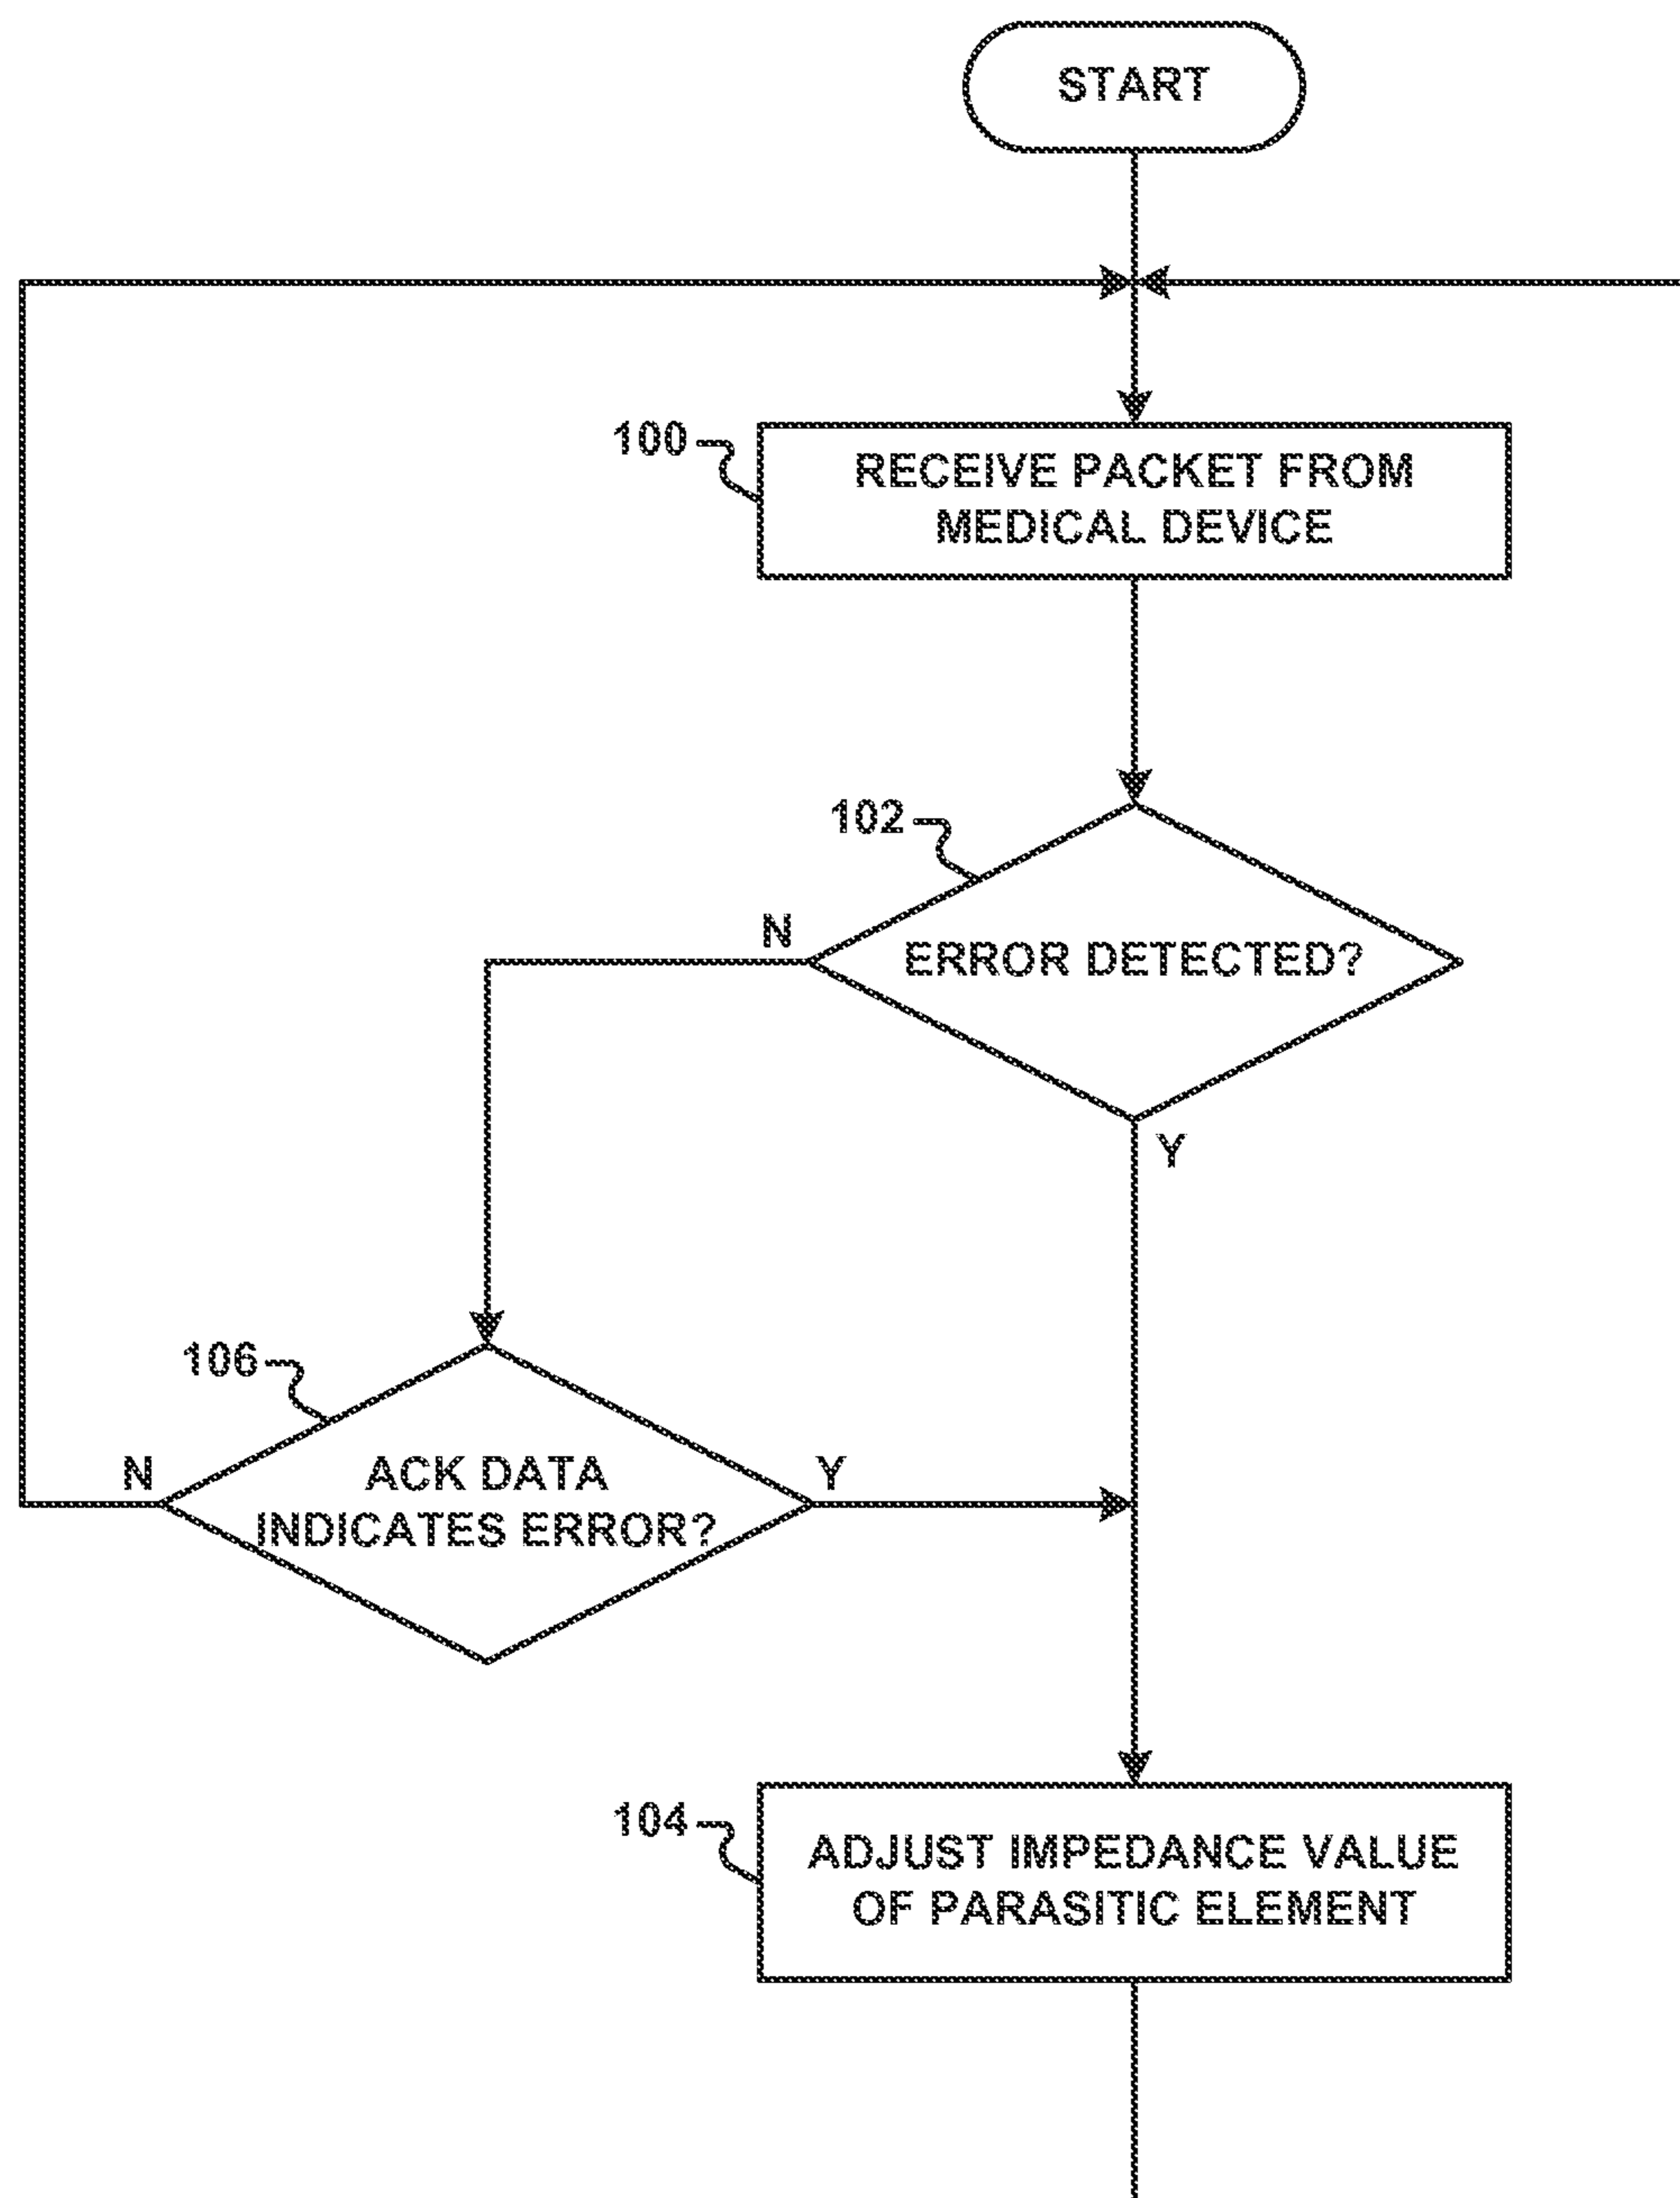 START
100
RECEIVE PACKET FROM
MEDICAL DEVICE
102
N
ERROR DETECTED?
Y
106
N
ACK DATA
INDICATES ERROR?
Y
104
ADJUST IMPEDANCE VALUE
OF PARASITIC ELEMENT